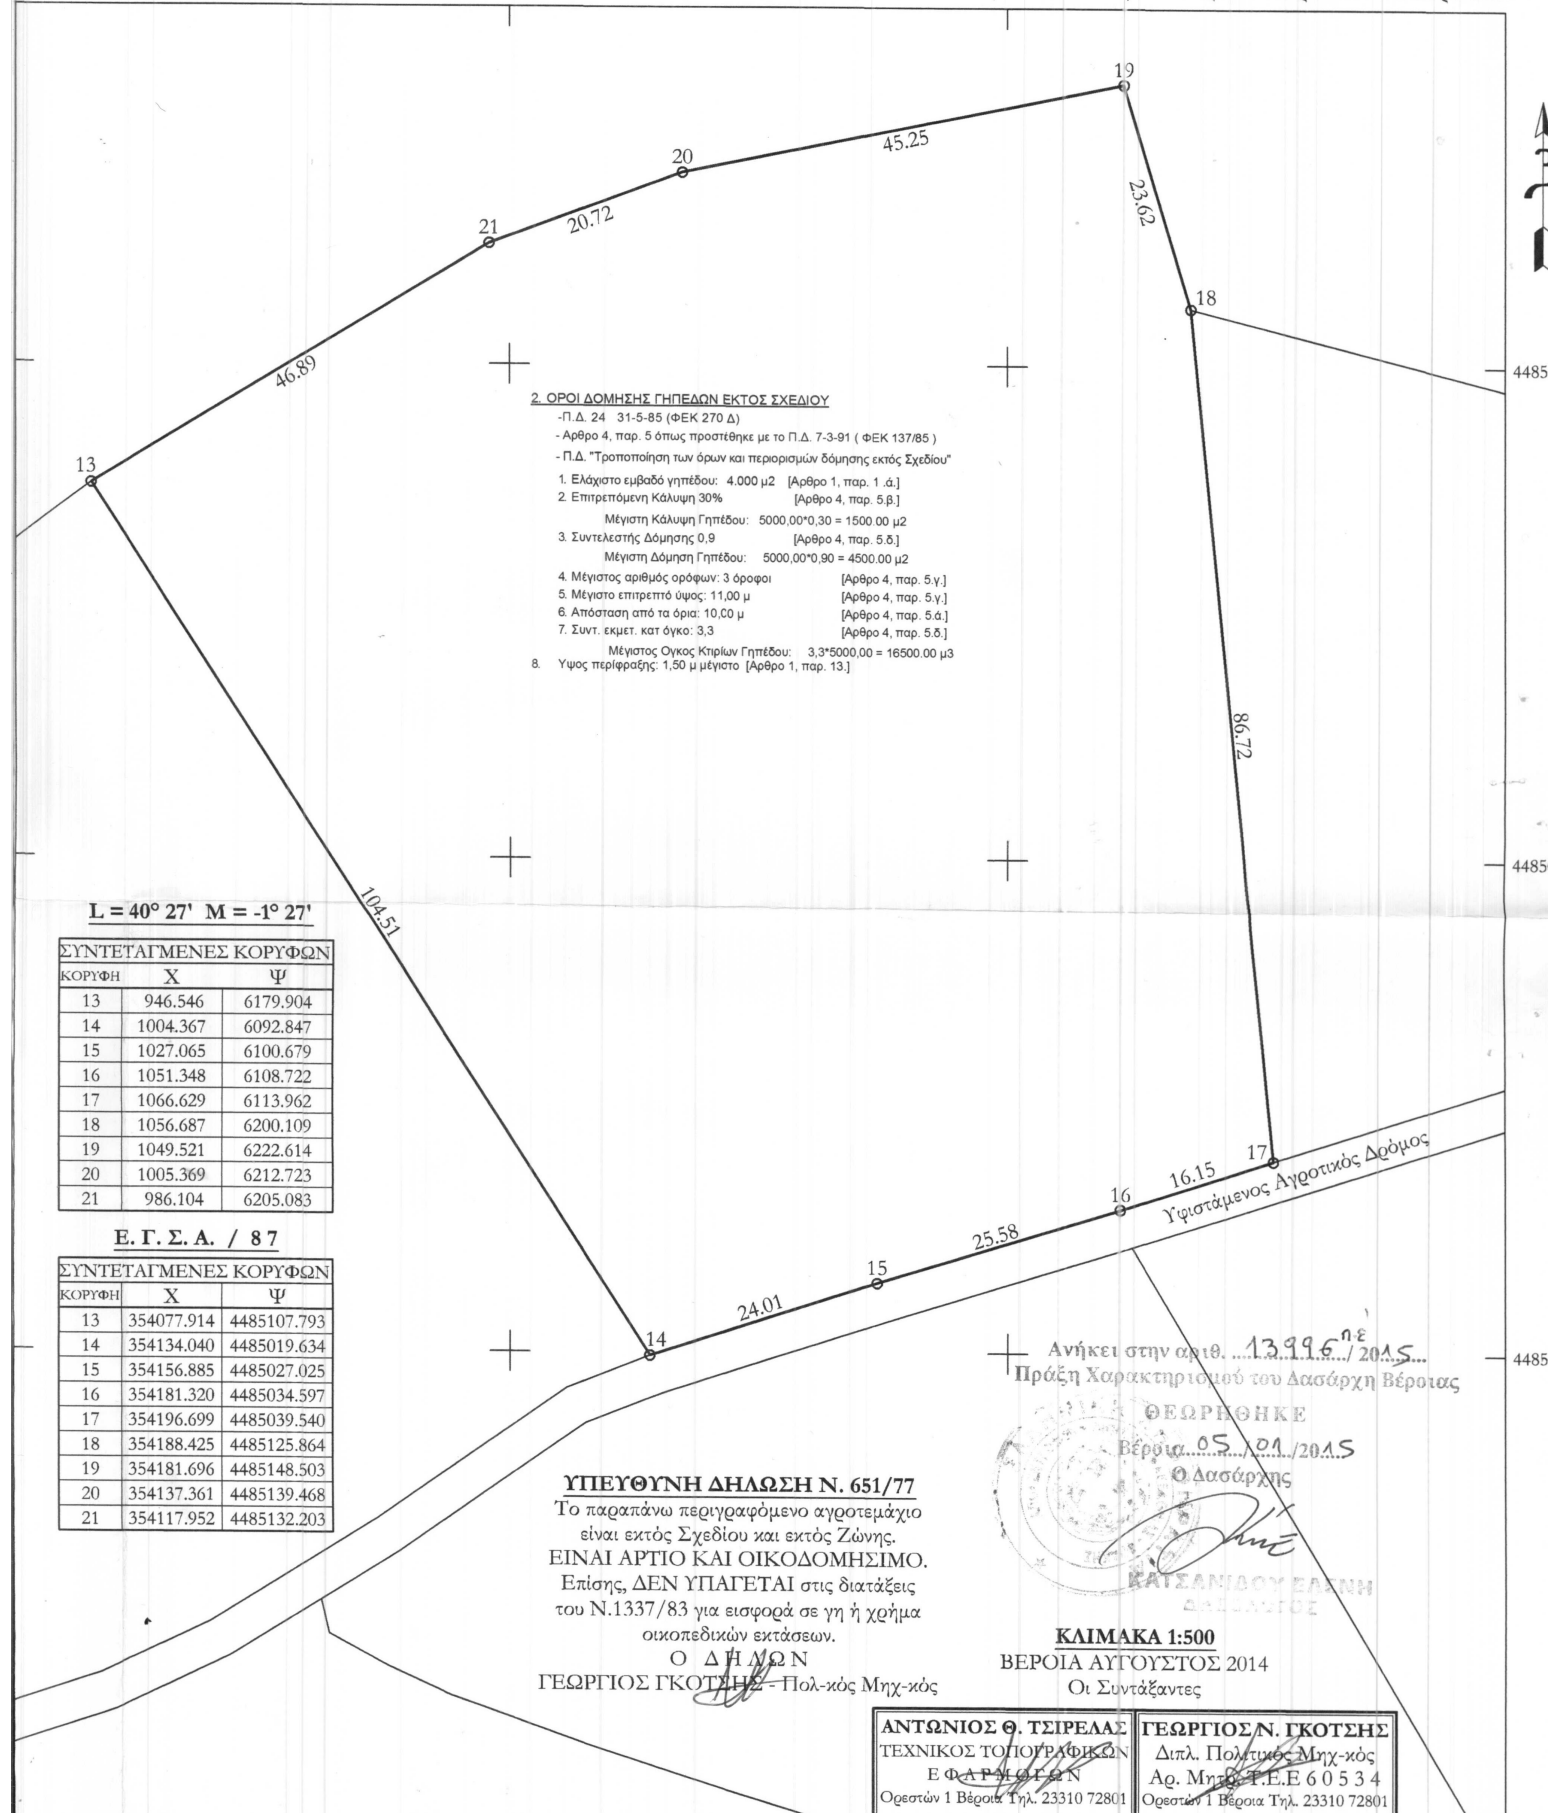 19
45.25
20
23.62
20.72
21
18
46.89
4485
2. ΟΡΟΙ ΔΟΜΗΣΗΣ ΓΗΠΕΔΩΝ ΕΚΤΟΣ ΣΧΕΔΙΟΥ
-Π.Δ. 24 31-5-85 (ΦΕΚ 270 Δ)
- Αρθρο 4, παρ. 5 όπως προστέθηκε με το Π.Δ. 7-3-91 ( ΦΕΚ 137/85 )
- Π.Δ. "Τροποποίηση των όρων και περιορισμών δόμησης εκτός Σχεδίου"
1. Ελάχιστο εμβαδό γηπέδου: 4.000 μ2 [Αρθρο 1, παρ. 1 .ά.]
2. Επιτρεπόμενη Κάλυψη 30% [Αρθρο 4, παρ. 5.β.]
Μέγιστη Κάλυψη Γηπέδου: 5000,00*0,30 = 1500.00 μ2
3. Συντελεστής Δόμησης 0,9 [Αρθρο 4, παρ. 5.δ.]
Μέγιστη Δόμηση Γηπέδου: 5000,00*0,90 = 4500.00 μ2
4. Μέγιστος αριθμός ορόφων: 3 όροφοι [Αρθρο 4, παρ. 5.γ.]
5. Μέγιστο επιτρεπτό ύψος: 11,00 μ [Αρθρο 4, παρ. 5.γ.]
6. Απόσταση από τα όρια: 10,00 μ [Αρθρο 4, παρ. 5.ά.]
7. Συντ. εκμετ. κατ όγκο: 3,3 [Αρθρο 4, παρ. 5.δ.]
Μέγιστος Ογκος Κτιρίων Γηπέδου: 3,3*5000,00 = 16500.00 μ3
8. Υψος περίφραξης: 1,50 μ μέγιστο [Αρθρο 1, παρ. 13.]
13
86.72
4485
104.51
L = 40° 27' M = -1° 27'
ΣΥΝΤΕΤΑΓΜΕΝΕΣ ΚΟΡΥΦΩΝ
ΚΟΡΥΦΗ Χ Ψ
13 946.546 6179.904
14 1004.367 6092.847
15 1027.065 6100.679
16 1051.348 6108.722
17 1066.629 6113.962
18 1056.687 6200.109
19 1049.521 6222.614
20 1005.369 6212.723
21 986.104 6205.083
Ε. Γ. Σ. Α. / 8 7
ΣΥΝΤΕΤΑΓΜΕΝΕΣ ΚΟΡΥΦΩΝ
ΚΟΡΥΦΗ Χ Ψ
13 354077.914 4485107.793
14 354134.040 4485019.634
15 354156.885 4485027.025
16 354181.320 4485034.597
17 354196.699 4485039.540
18 354188.425 4485125.864
19 354181.696 4485148.503
20 354137.361 4485139.468
21 354117.952 4485132.203
17
16.15
Υφιστάμενος Αγροτικός Δρόμος
16
25.58
15
24.01
14
4485
Ανήκει στην αριθ. 13996 π.ε / 2015
Πράξη Χαρακτηρισμού του Δασάρχη Βέροιας
ΘΕΩΡΗΘΗΚΕ
Βέροια 05 / 01 /2015
Ο Δασάρχης
ΚΑΤΣΑΝΙΔΟΥ ΕΛΕΝΗ
ΔΑΣΟΛΟΓΟΣ
ΥΠΕΥΘΥΝΗ ΔΗΛΩΣΗ Ν. 651/77
Το παραπάνω περιγραφόμενο αγροτεμάχιο
είναι εκτός Σχεδίου και εκτός Ζώνης.
ΕΙΝΑΙ ΑΡΤΙΟ ΚΑΙ ΟΙΚΟΔΟΜΗΣΙΜΟ.
Επίσης, ΔΕΝ ΥΠΑΓΕΤΑΙ στις διατάξεις
του Ν.1337/83 για εισφορά σε γη ή χρήμα
οικοπεδικών εκτάσεων.
Ο Δ Η Λ Ω Ν
ΓΕΩΡΓΙΟΣ ΓΚΟΤΣΗΣ - Πολ-κός Μηχ-κός
ΚΛΙΜΑΚΑ 1:500
ΒΕΡΟΙΑ ΑΥΓΟΥΣΤΟΣ 2014
Οι Συντάξαντες
ΑΝΤΩΝΙΟΣ Θ. ΤΣΙΡΕΛΑΣ
ΤΕΧΝΙΚΟΣ ΤΟΠΟΓΡΑΦΙΚΩΝ
Ε Φ Α Ρ Μ Ο Γ Ω Ν
Ορεστών 1 Βέροια Τηλ. 23310 72801
ΓΕΩΡΓΙΟΣ Ν. ΓΚΟΤΣΗΣ
Διπλ. Πολιτικός Μηχ-κός
Αρ. Μητρ. Τ.Ε.Ε 6 0 5 3 4
Ορεστών 1 Βέροια Τηλ. 23310 72801